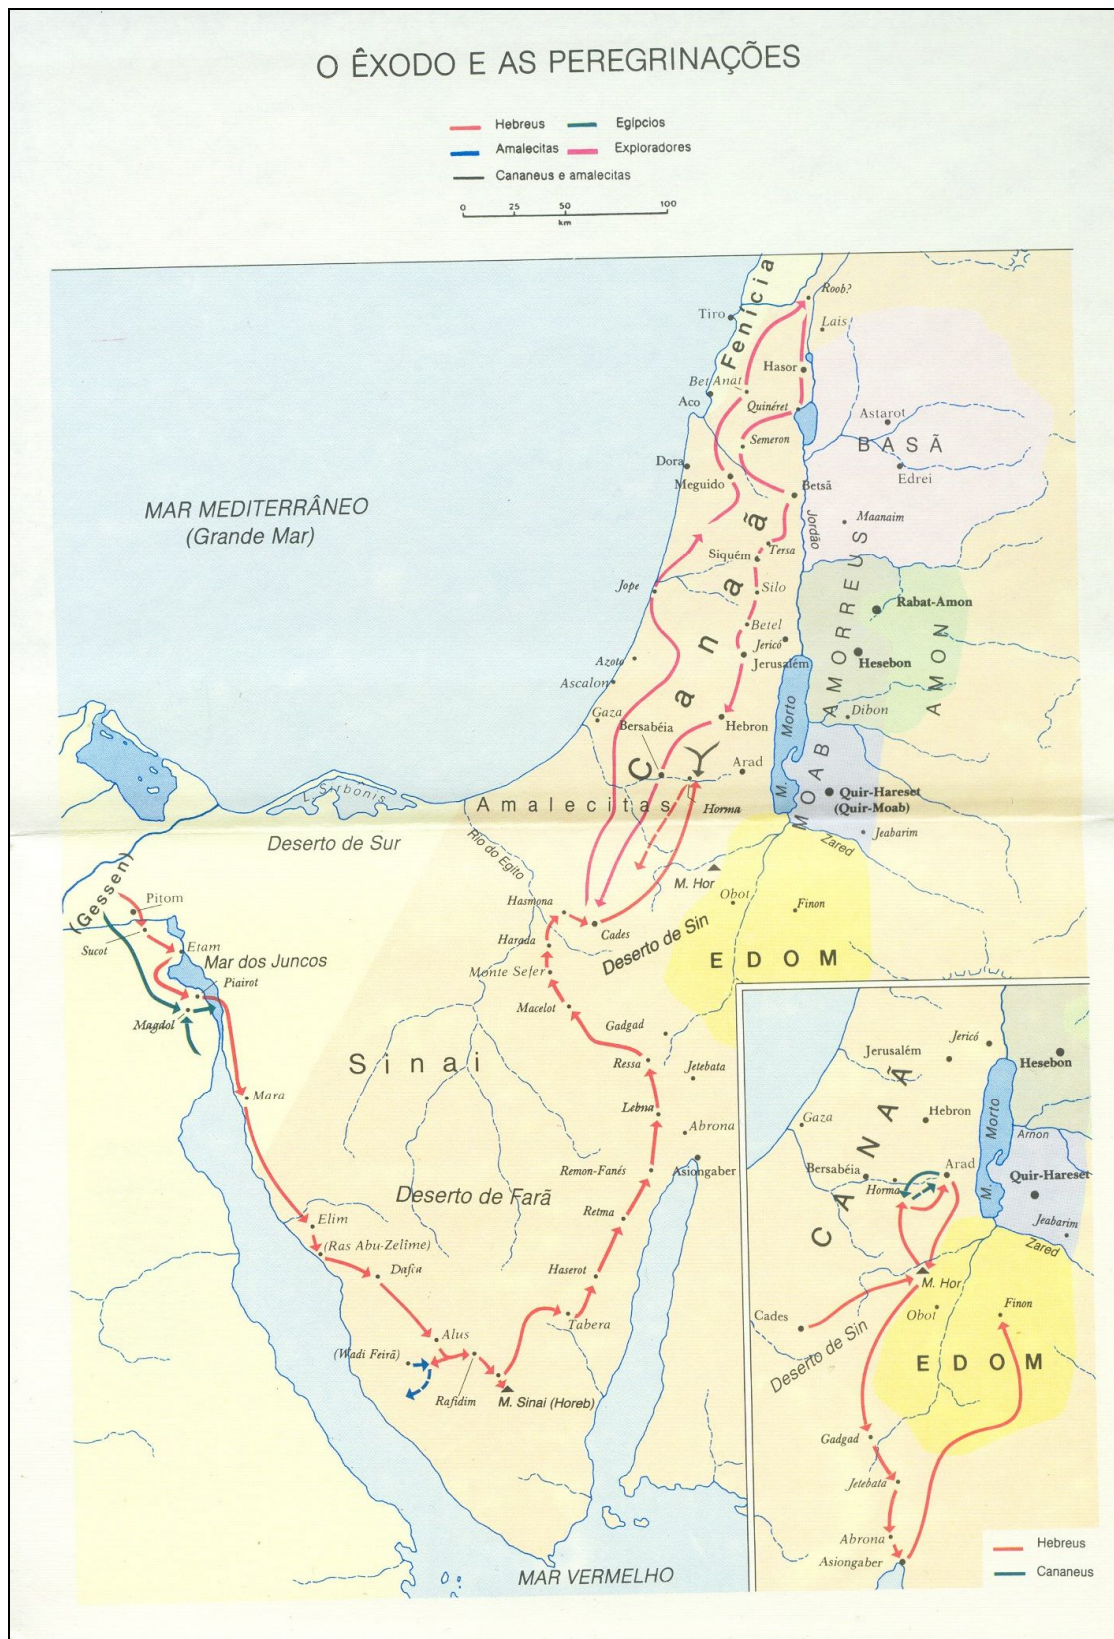 O ÊXODO E AS PEREGRINAÇÕES
Hebreus
Egípcios
Amalecitas
Exploradores
Cananeus e amalecitas
0 25 50 100
km
Fenícia
Roob?
Tiro
Lais
Hasor
Bet Anat
Aco
Quinéret
Astarot
BASÃ
Semeron
Dora
Edrei
Meguido
Betsã
MAR MEDITERRÂNEO
(Grande Mar)
Maanaim
Jordão
Tersa
Siquém
Jope
Silo
Rabat-Amon
AMORREUS
AMON
Betel
Jericó
Jerusalém
Hesebon
Azoto
Ascalon
Canaã
Gaza
Dibon
Bersabéia
Hebron
M. Morto
Arad
MOAB
Quir-Hareset
(Quir-Moab)
L. Sirbônis
Amalecitas
Horma
Jeabarim
Zared
Deserto de Sur
Rio do Egito
(Gessen)
M. Hor
Obot
Finon
Pitom
Hasmona
Sucot
Etam
Harada
Cades
Deserto de Sin
Mar dos Juncos
EDOM
Monte Sefer
Piairot
Macelot
Magdol
Gadgad
Sinai
Ressa
Jetebata
Mara
Lebna
Abrona
Remon-Fanés
Asiongaber
Deserto de Farã
Retma
Elim
(Ras Abu-Zelime)
Dafca
Haserot
Tabera
Alus
(Wadi Feirã)
Rafidim
M. Sinai (Horeb)
MAR VERMELHO
Jericó
Jerusalém
Hesebon
CANAÃ
Gaza
Hebron
M. Morto
Arnon
Bersabéia
Arad
Horma
Quir-Hareset
Jeabarim
Zared
M. Hor
Cades
Obot
Finon
Deserto de Sin
EDOM
Gadgad
Jetebata
Abrona
Asiongaber
Hebreus
Cananeus